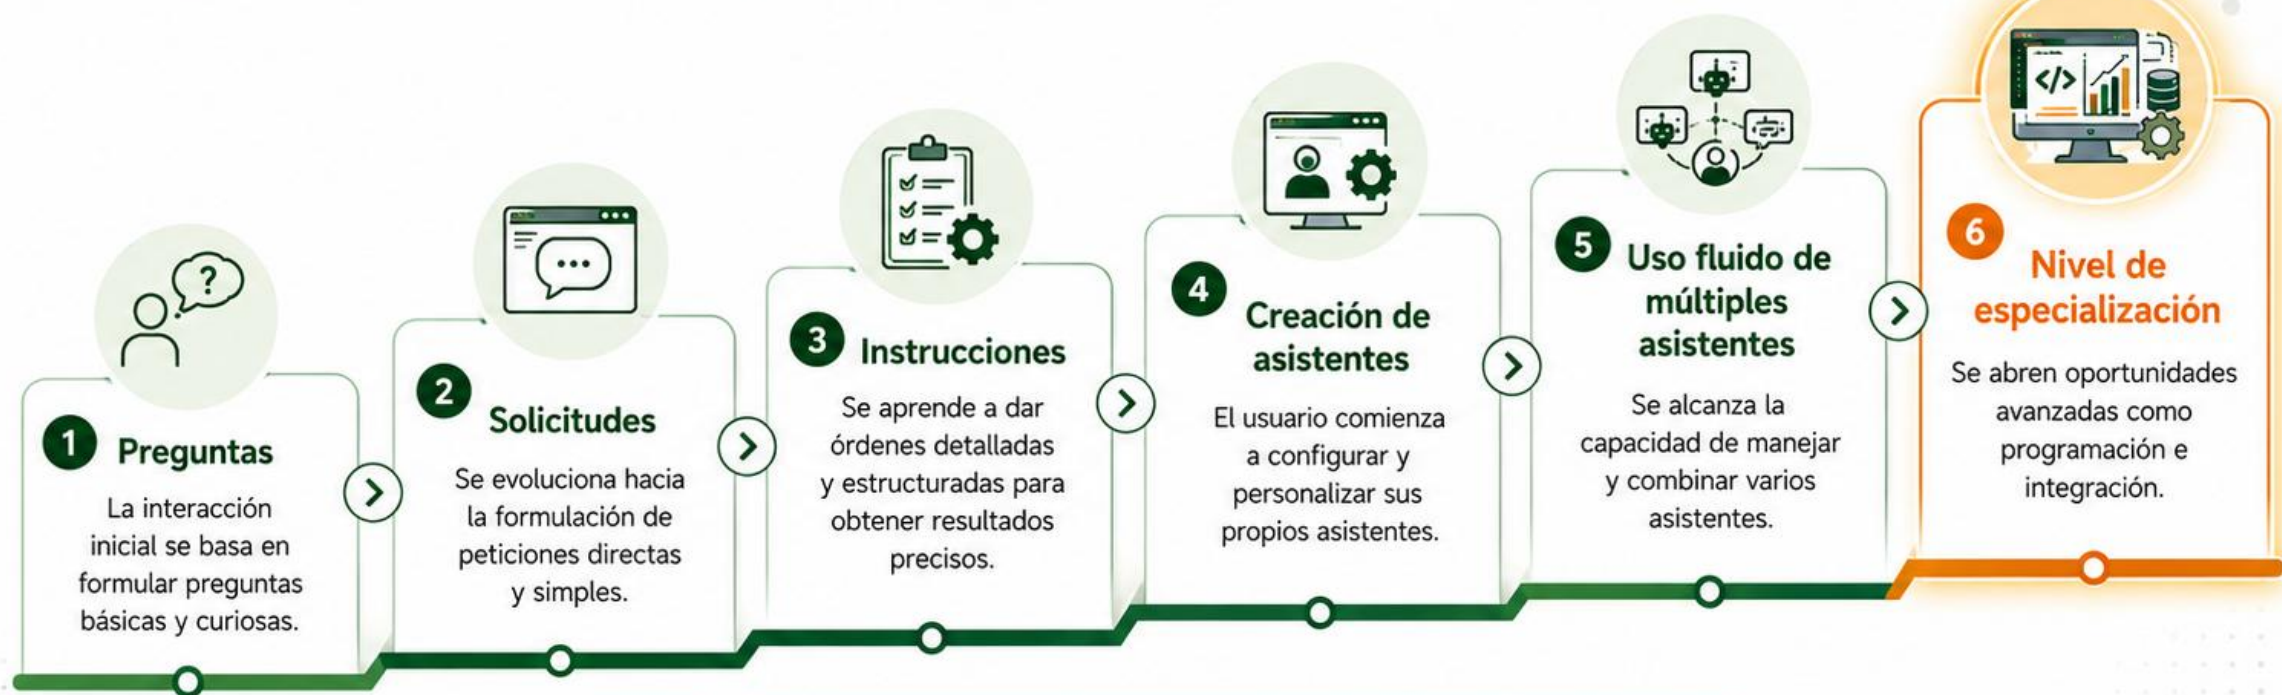 1
Preguntas
La interacción
inicial se basa en
formular preguntas
básicas y curiosas.
2
Solicitudes
Se evoluciona hacia
la formulación de
peticiones directas
y simples.
3
Instrucciones
Se aprende a dar
órdenes detalladas
y estructuradas para
obtener resultados
precisos.
4
Creación de
asistentes
El usuario comienza
a configurar y
personalizar sus
propios asistentes.
5
Uso fluido de
múltiples
asistentes
Se alcanza la
capacidad de manejar
y combinar varios
asistentes.
6
Nivel de
especialización
Se abren oportunidades
avanzadas como
programación e
integración.